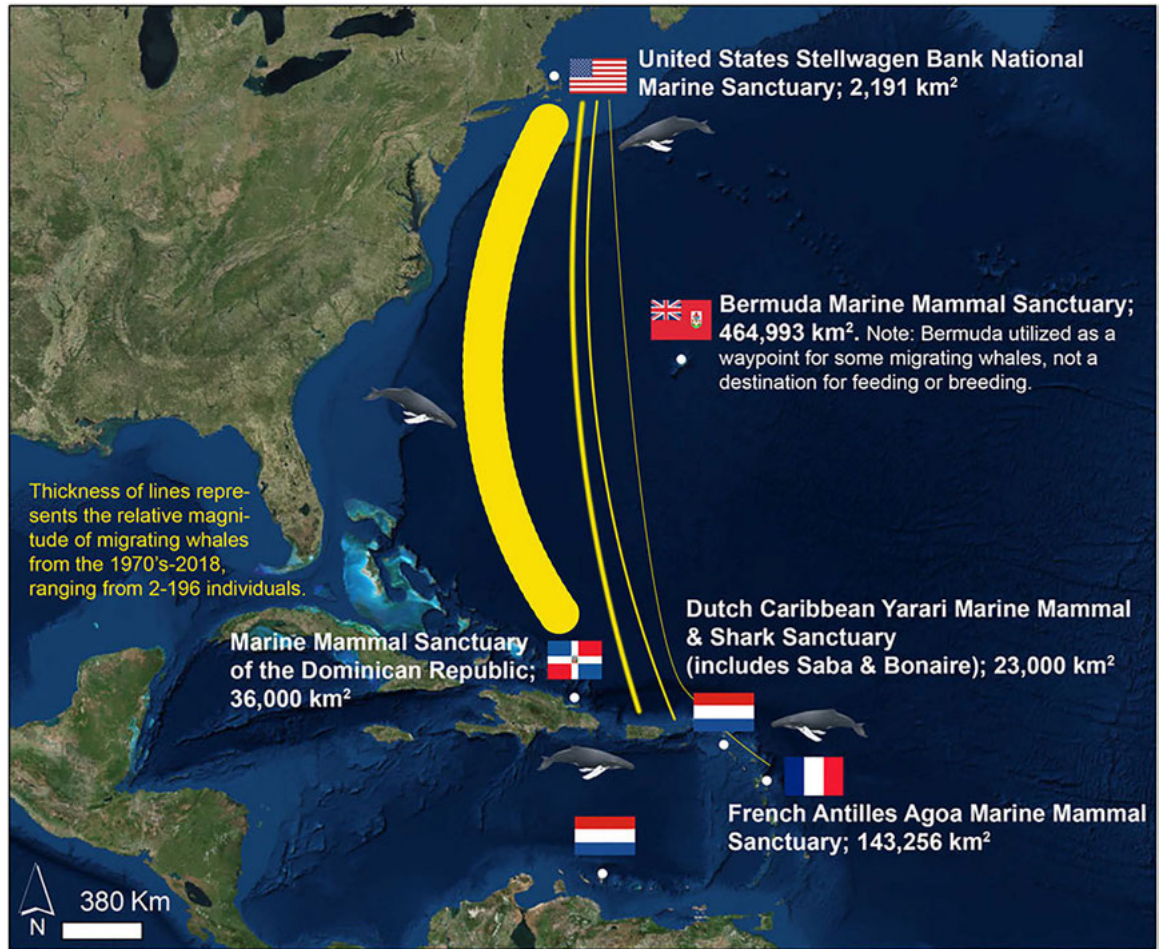 United States Stellwagen Bank National
Marine Sanctuary; 2,191 km²
Bermuda Marine Mammal Sanctuary;
464,993 km². Note: Bermuda utilized as a
waypoint for some migrating whales, not a
destination for feeding or breeding.
Thickness of lines repre-
sents the relative magni-
tude of migrating whales
from the 1970's-2018,
ranging from 2-196 individuals.
Dutch Caribbean Yarari Marine Mammal
& Shark Sanctuary
(includes Saba & Bonaire); 23,000 km²
Marine Mammal Sanctuary
of the Dominican Republic;
36,000 km²
French Antilles Agoa Marine Mammal
Sanctuary; 143,256 km²
N
380 Km